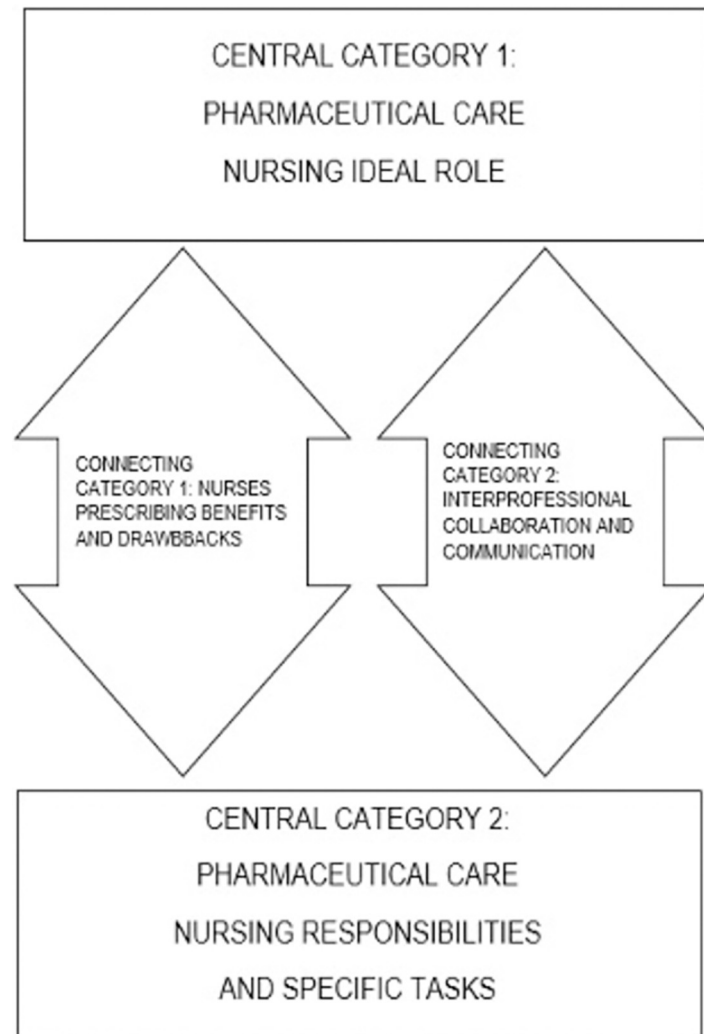 CENTRAL CATEGORY 1:
PHARMACEUTICAL CARE
NURSING IDEAL ROLE
CONNECTING
CATEGORY 1: NURSES
PRESCRIBING BENEFITS
AND DRAWBBACKS
CONNECTING
CATEGORY 2:
INTERPROFESSIONAL
COLLABORATION AND
COMMUNICATION
CENTRAL CATEGORY 2:
PHARMACEUTICAL CARE
NURSING RESPONSIBILITIES
AND SPECIFIC TASKS